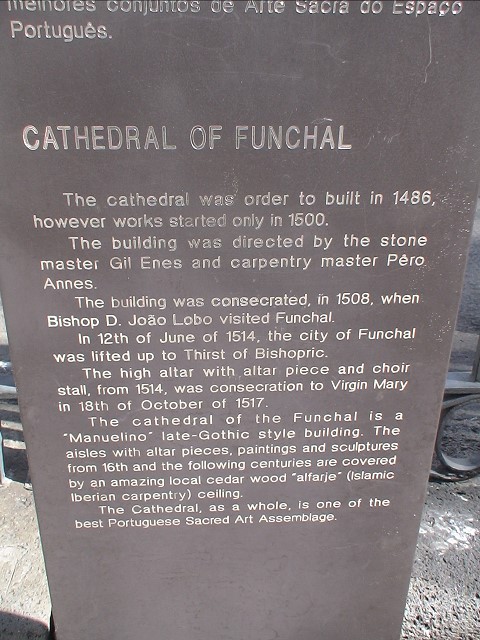 melhores conjuntos de Arte Sacra do Espaço
Português.
CATHEDRAL OF FUNCHAL
The cathedral was order to built in 1486,
however works started only in 1500.
The building was directed by the stone
master Gil Enes and carpentry master Pêro
Annes.
The building was consecrated, in 1508, when
Bishop D. João Lobo visited Funchal.
In 12th of June of 1514, the city of Funchal
was lifted up to Thirst of Bishopric.
The high altar with altar piece and choir
stall, from 1514, was consecration to Virgin Mary
in 18th of October of 1517.
The cathedral of the Funchal is a
"Manuelino" late-Gothic style building. The
aisles with altar pieces, paintings and sculptures
from 16th and the following centuries are covered
by an amazing local cedar wood "alfarje" (Islamic
Iberian carpentry) ceiling.
The Cathedral, as a whole, is one of the
best Portuguese Sacred Art Assemblage.